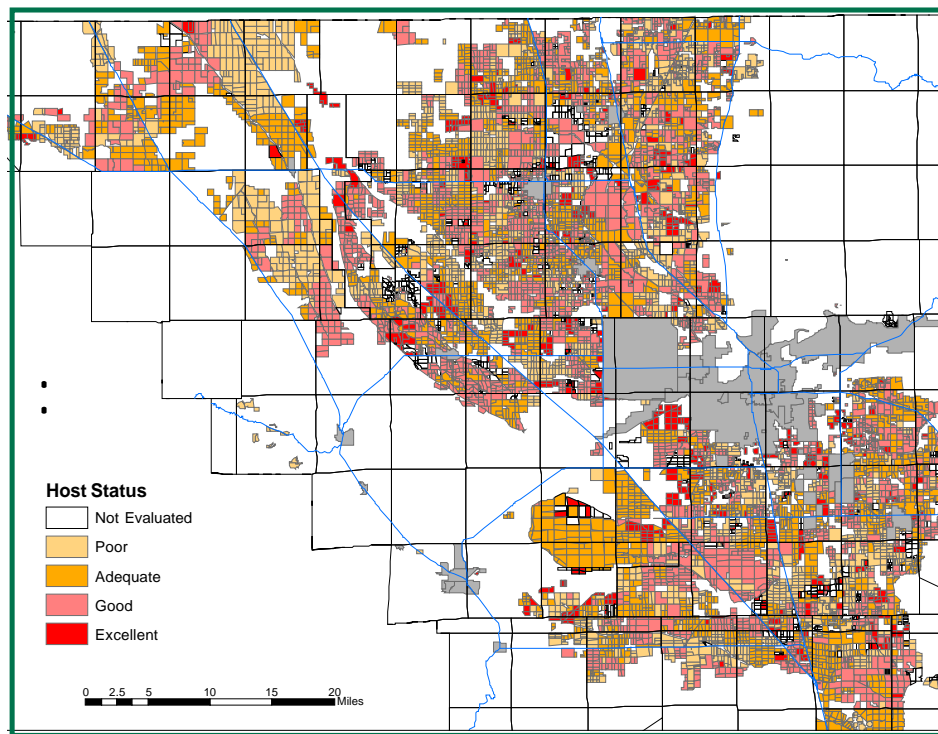 Host Status
Not Evaluated
Poor
Adequate
Good
Excellent
0 2.5 5 10 15 20
Miles